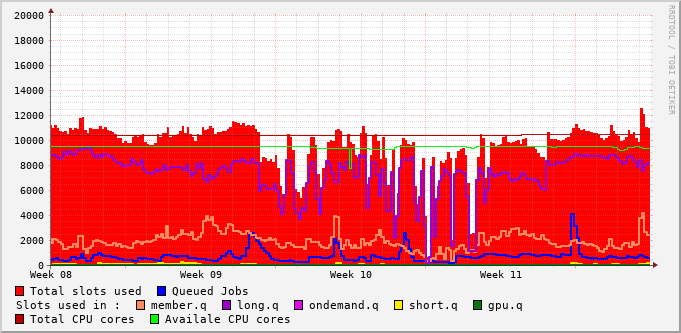 20000
18000
16000
14000
12000
10000
8000
6000
4000
2000
0
Week 08 Week 09 Week 10 Week 11
Total slots used Queued Jobs
Slots used in : member.q long.q ondemand.q short.q gpu.q
Total CPU cores Availale CPU cores
RRDTOOL / TOBI OETIKER